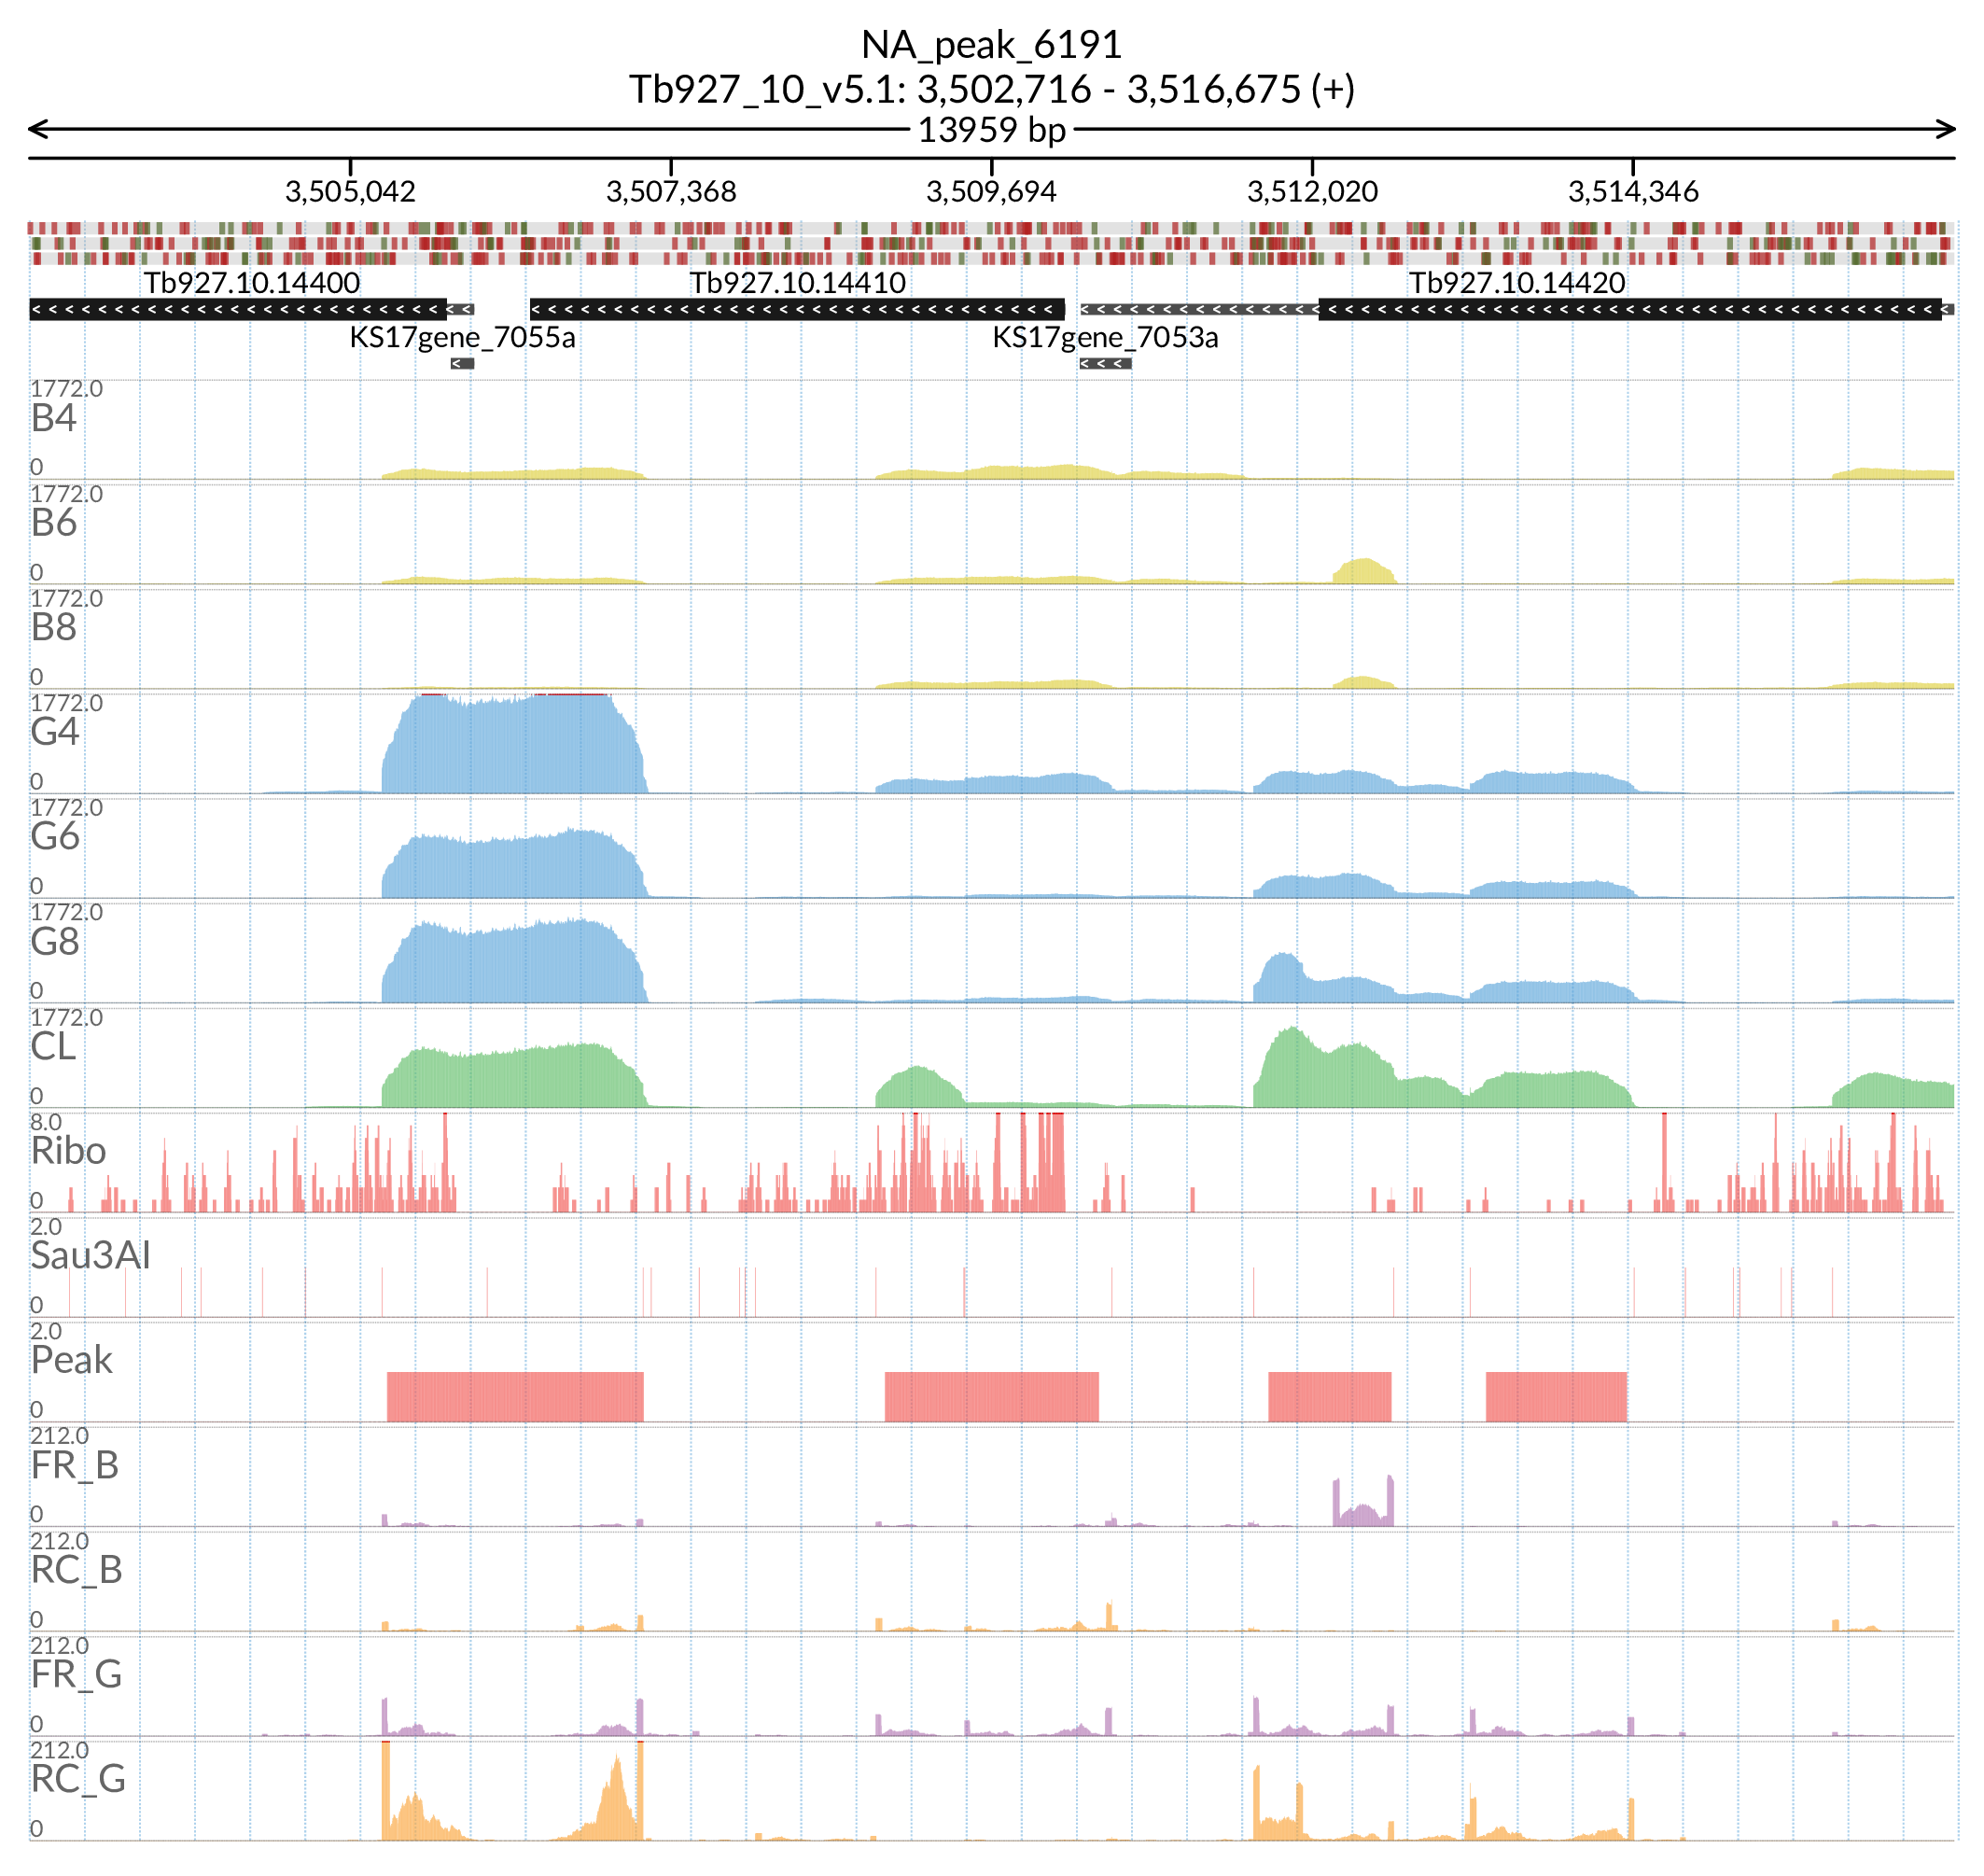 NA_peak_6191
Tb927_10_v5.1: 3,502,716 - 3,516,675 (+)
13959 bp
3,505,042 3,507,368 3,509,694 3,512,020 3,514,346
Tb927.10.14400 Tb927.10.14410 Tb927.10.14420
KS17gene_7055a KS17gene_7053a
1772.0
B4
0
1772.0
B6
0
1772.0
B8
0
1772.0
G4
0
1772.0
G6
0
1772.0
G8
0
1772.0
CL
0
8.0
Ribo
0
2.0
Sau3AI
0
2.0
Peak
0
212.0
FR_B
0
212.0
RC_B
0
212.0
FR_G
0
212.0
RC_G
0